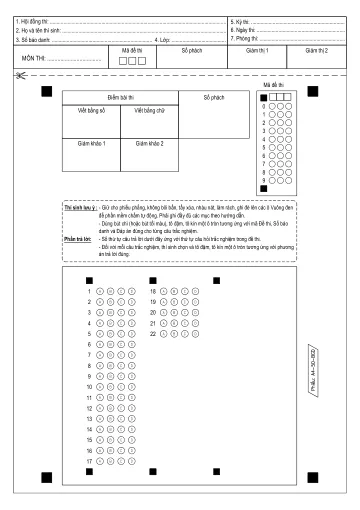 1. Hội đồng thi: 5. Kỳ thi:
2. Họ và tên thí sinh: 6. Ngày thi:
3. Số báo danh: 4. Lớp: 7. Phòng thi:
MÔN THI: Mã đề thi Số phách Giám thị 1 Giám thị 2
Mã đề thi
Điểm bài thi Số phách
Viết bằng số Viết bằng chữ
Giám khảo 1 Giám khảo 2
0
1
2
3
4
5
6
7
8
9
Thí sinh lưu ý: - Giữ cho phiếu phẳng, không bôi bẩn, tẩy xóa, nhàu nát, làm rách, ghi đè lên các ô Vuông đen
để phần mềm chấm tự động. Phải ghi đầy đủ các mục theo hướng dẫn.
- Dùng bút chì hoặc bút tối màu, tô đậm, tô kín một ô tròn tương ứng với mã Đề thi, Số báo
danh và Đáp án đúng cho từng câu trắc nghiệm.
Phần trả lời: - Số thứ tự câu trả lời dưới đây ứng với thứ tự câu hỏi trắc nghiệm trong đề thi.
- Đối với mỗi câu trắc nghiệm, thí sinh chọn và tô đậm, tô kín một ô tròn tương ứng với phương
án trả lời đúng.
1 A B C D 18 A B C D
2 A B C D 19 A B C D
3 A B C D 20 A B C D
4 A B C D 21 A B C D
5 A B C D 22 A B C D
6 A B C D
7 A B C D
8 A B C D
9 A B C D
10 A B C D
11 A B C D
12 A B C D
13 A B C D
14 A B C D
15 A B C D
16 A B C D
17 A B C D